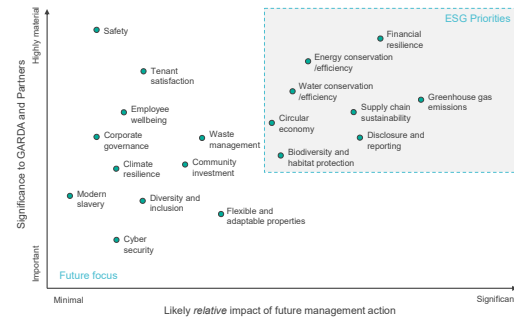 ESG Priorities
Highly material
Safety
Financial
resilience
Energy conservation
/efficiency
Tenant
satisfaction
Water conservation
/efficiency
Greenhouse gas
emissions
Significance to GARDA and Partners
Employee
wellbeing
Supply chain
sustainability
Circular
economy
Corporate
governance
Waste
management
Disclosure and
reporting
Biodiversity and
habitat protection
Climate
resilience
Community
investment
Modern
slavery
Diversity and
inclusion
Flexible and
adaptable properties
Cyber
security
Important
Future focus
Minimal
Significan
Likely relative impact of future management action